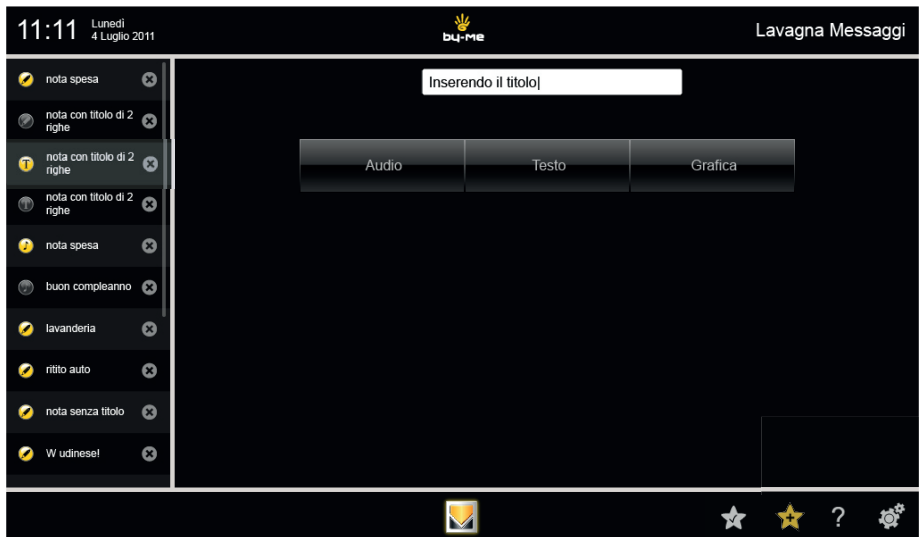 11:11
Lunedì
4 Luglio 2011
by-me
Lavagna Messaggi
nota spesa
nota con titolo di 2
righe
nota con titolo di 2
righe
nota con titolo di 2
righe
nota spesa
buon compleanno
lavanderia
ritito auto
nota senza titolo
W udinese!
Inserendo il titolo
Audio
Testo
Grafica